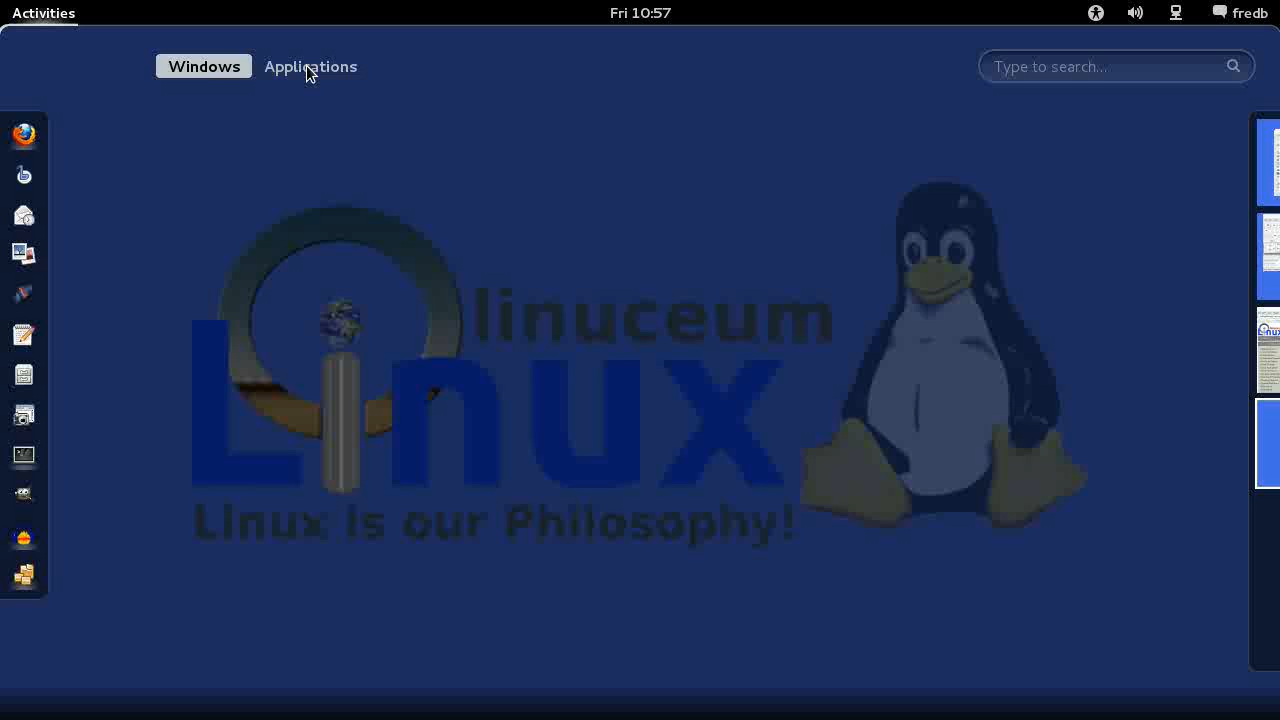 Activities
Fri 10:57
fredb
Windows
Applications
Type to search...
linuceum
Linux
Linux is our Philosophy!